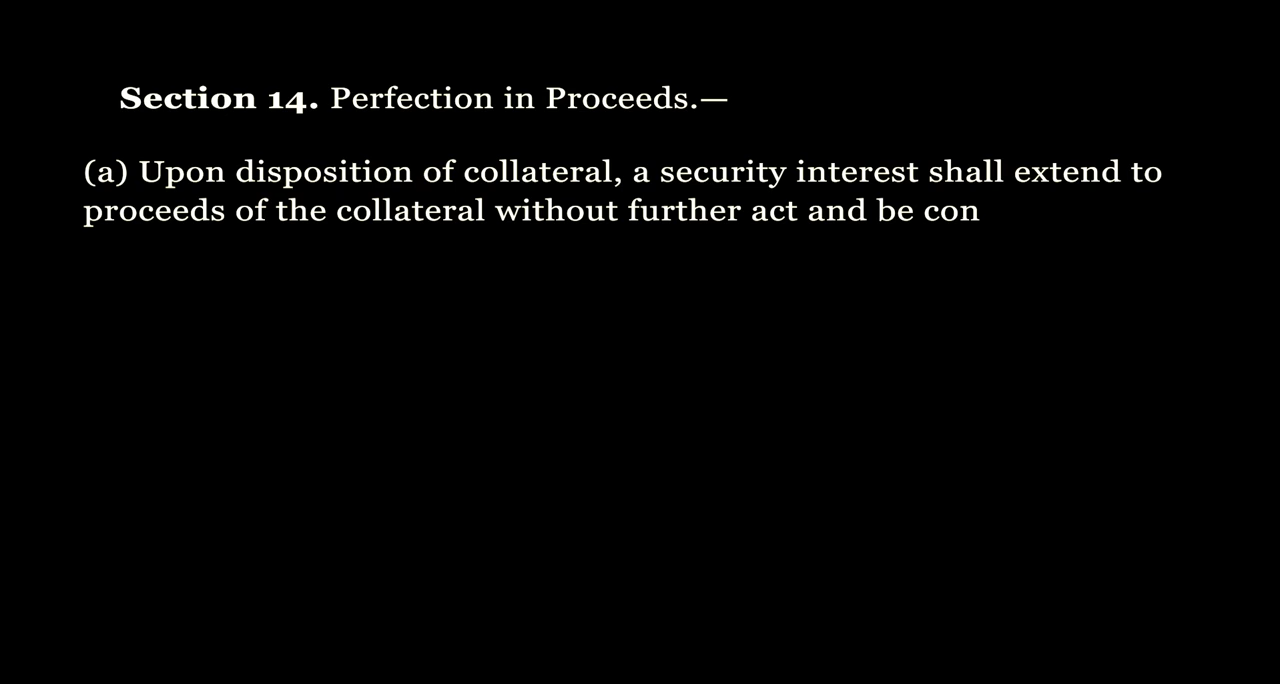 Section 14. Perfection in Proceeds.—
(a) Upon disposition of collateral, a security interest shall extend to
proceeds of the collateral without further act and be con